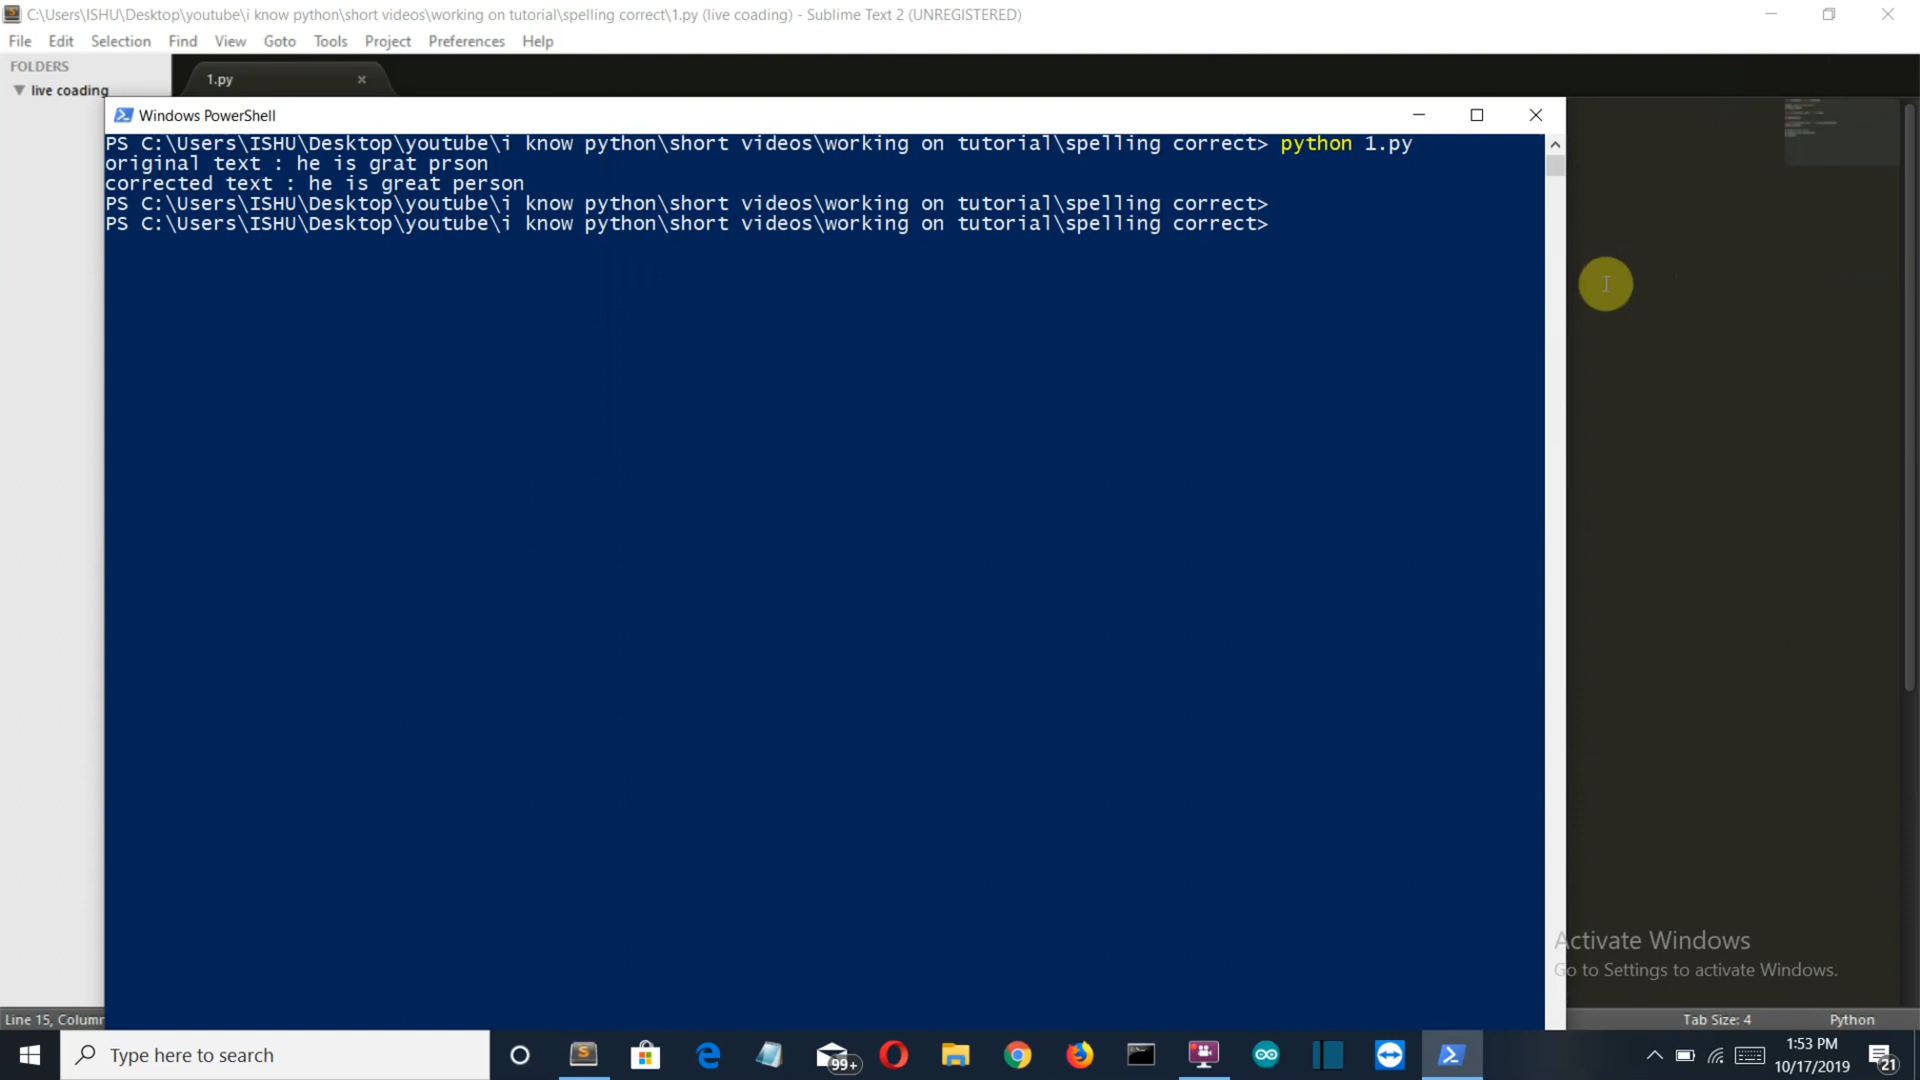 C:\Users\ISHU\Desktop\youtube\i know python\short videos\working on tutorial\spelling correct\1.py (live coading) - Sublime Text 2 (UNREGISTERED)
File Edit Selection Find View Goto Tools Project Preferences Help
FOLDERS
live coading
1.py
Windows PowerShell
PS C:\Users\ISHU\Desktop\youtube\i know python\short videos\working on tutorial\spelling correct> python 1.py
original text : he is grat prson
corrected text : he is great person
PS C:\Users\ISHU\Desktop\youtube\i know python\short videos\working on tutorial\spelling correct>
PS C:\Users\ISHU\Desktop\youtube\i know python\short videos\working on tutorial\spelling correct>
Activate Windows
Go to Settings to activate Windows.
Line 15, Column
Tab Size: 4 Python
Type here to search
99+
1:53 PM
10/17/2019
21